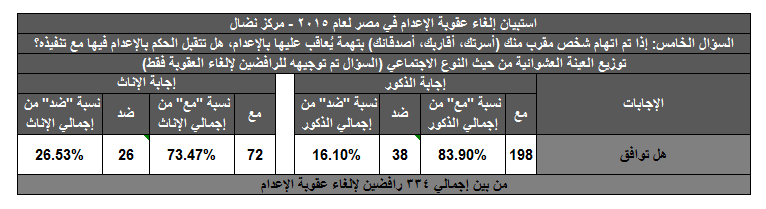 استبيان إلغاء عقوبة الإعدام في مصر لعام ٢٠١٥ - مركز نضال
السؤال الخامس: إذا تم اتهام شخص مقرب منك (أسرتك، أقاربك، أصدقائك) بتهمة يُعاقب عليها بالإعدام، هل تتقبل الحكم بالإعدام فيها مع تنفيذه؟
توزيع العينة العشوائية من حيث النوع الاجتماعي (السؤال تم توجيهه للرافضين لإلغاء العقوبة فقط)
الإجابات
إجابة الذكور
إجابة الإناث
مع
نسبة "مع" من إجمالي الذكور
ضد
نسبة "ضد" من إجمالي الذكور
مع
نسبة "مع" من إجمالي الإناث
ضد
نسبة "ضد" من إجمالي الإناث
هل توافق 198 83.90% 38 16.10% 72 73.47% 26 26.53%
من بين إجمالي ٣٣٤ رافضين لإلغاء عقوبة الإعدام